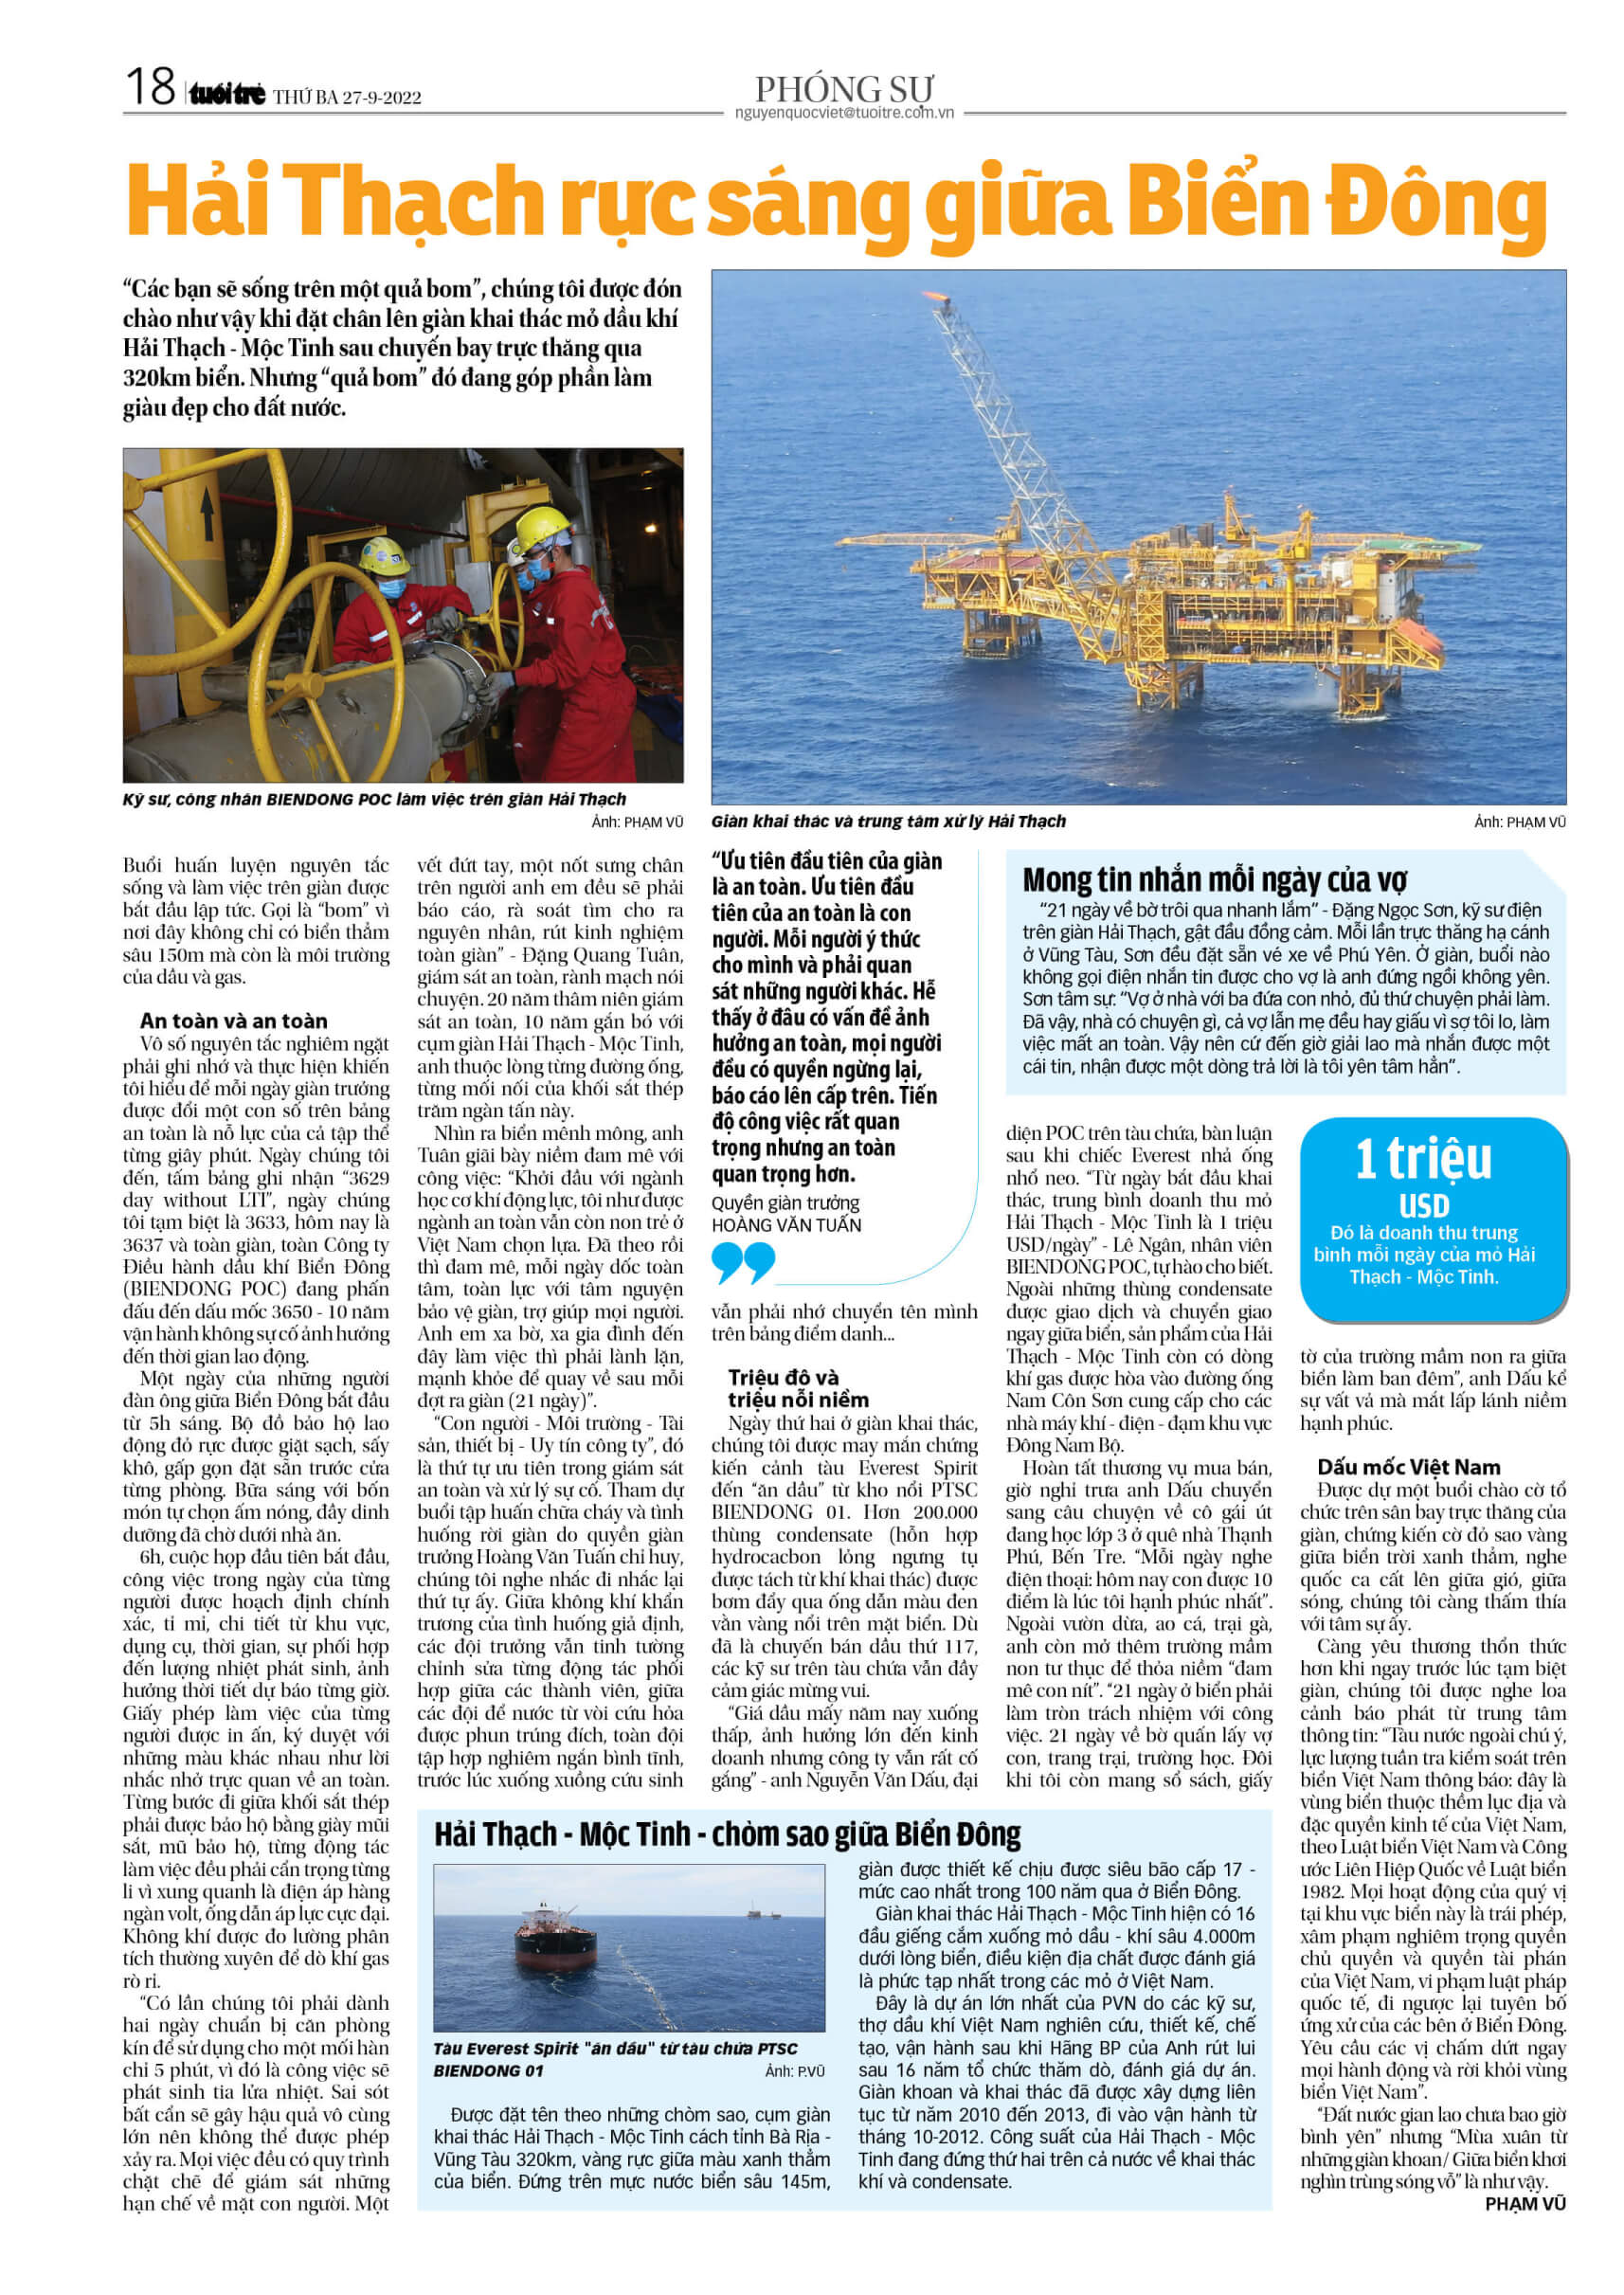 18 tuổi trẻ THỨ BA 27-9-2022
PHÓNG SỰ
nguyenquocviet@tuoitre.com.vn
Hải Thạch rực sáng giữa Biển Đông
“Các bạn sẽ sống trên một quả bom”, chúng tôi được đón
chào như vậy khi đặt chân lên giàn khai thác mỏ dầu khí
Hải Thạch - Mộc Tinh sau chuyến bay trực thăng qua
320km biển. Nhưng “quả bom” đó đang góp phần làm
giàu đẹp cho đất nước.
Kỹ sư, công nhân BIENDONG POC làm việc trên giàn Hải Thạch
Ảnh: PHẠM VŨ
Giàn khai thác và trung tâm xử lý Hải Thạch
Ảnh: PHẠM VŨ
Buổi huấn luyện nguyên tắc
sống và làm việc trên giàn được
bắt đầu lập tức. Gọi là “bom” vì
nơi đây không chỉ có biển thẳm
sâu 150m mà còn là môi trường
của dầu và gas.
An toàn và an toàn
Vô số nguyên tắc nghiêm ngặt
phải ghi nhớ và thực hiện khiến
tôi hiểu để mỗi ngày giàn trưởng
được đổi một con số trên bảng
an toàn là nỗ lực của cả tập thể
từng giây phút. Ngày chúng tôi
đến, tấm bảng ghi nhận “3629
day without LTI”, ngày chúng
tôi tạm biệt là 3633, hôm nay là
3637 và toàn giàn, toàn Công ty
Điều hành dầu khí Biển Đông
(BIENDONG POC) đang phấn
đấu đến dấu mốc 3650 - 10 năm
vận hành không sự cố ảnh hưởng
đến thời gian lao động.
Một ngày của những người
đàn ông giữa Biển Đông bắt đầu
từ 5h sáng. Bộ đồ bảo hộ lao
động đỏ rực được giặt sạch, sấy
khô, gấp gọn đặt sẵn trước cửa
từng phòng. Bữa sáng với bốn
món tự chọn ấm nóng, đầy dinh
dưỡng đã chờ dưới nhà ăn.
6h, cuộc họp đầu tiên bắt đầu,
công việc trong ngày của từng
người được hoạch định chính
xác, tỉ mỉ, chi tiết từ khu vực,
dụng cụ, thời gian, sự phối hợp
đến lượng nhiệt phát sinh, ảnh
hưởng thời tiết dự báo từng giờ.
Giấy phép làm việc của từng
người được in ấn, ký duyệt với
những màu khác nhau như lời
nhắc nhở trực quan về an toàn.
Từng bước đi giữa khối sắt thép
phải được bảo hộ bằng giày mũi
sắt, mũ bảo hộ, từng động tác
làm việc đều phải cẩn trọng từng
li vì xung quanh là điện áp hàng
ngàn volt, ống dẫn áp lực cực đại.
Không khí được đo lường phân
tích thường xuyên để dò khí gas
rò rỉ.
“Có lần chúng tôi phải dành
hai ngày chuẩn bị căn phòng
kín để sử dụng cho một mối hàn
chỉ 5 phút, vì đó là công việc sẽ
phát sinh tia lửa nhiệt. Sai sót
bất cẩn sẽ gây hậu quả vô cùng
lớn nên không thể được phép
xảy ra. Mọi việc đều có quy trình
chặt chẽ để giám sát những
hạn chế về mặt con người. Một
vết đứt tay, một nốt sưng chân
trên người anh em đều sẽ phải
báo cáo, rà soát tìm cho ra
nguyên nhân, rút kinh nghiệm
toàn giàn” - Đặng Quang Tuân,
giám sát an toàn, rành mạch nói
chuyện. 20 năm thâm niên giám
sát an toàn, 10 năm gắn bó với
cụm giàn Hải Thạch - Mộc Tinh,
anh thuộc lòng từng đường ống,
từng mối nối của khối sắt thép
trăm ngàn tấn này.
Nhìn ra biển mênh mông, anh
Tuân giãi bày niềm đam mê với
công việc: “Khởi đầu với ngành
học cơ khí động lực, tôi như được
ngành an toàn vẫn còn non trẻ ở
Việt Nam chọn lựa. Đã theo rồi
thì đam mê, mỗi ngày dốc toàn
tâm, toàn lực với tâm nguyện
bảo vệ giàn, trợ giúp mọi người.
Anh em xa bờ, xa gia đình đến
đây làm việc thì phải lành lặn,
mạnh khỏe để quay về sau mỗi
đợt ra giàn (21 ngày)”.
“Con người - Môi trường - Tài
sản, thiết bị - Uy tín công ty”, đó
là thứ tự ưu tiên trong giám sát
an toàn và xử lý sự cố. Tham dự
buổi tập huấn chữa cháy và tình
huống rời giàn do quyền giàn
trưởng Hoàng Văn Tuấn chỉ huy,
chúng tôi nghe nhắc đi nhắc lại
thứ tự ấy. Giữa không khí khẩn
trương của tình huống giả định,
các đội trưởng vẫn tinh tường
chỉnh sửa từng động tác phối
hợp giữa các thành viên, giữa
các đội để nước từ vòi cứu hỏa
được phun trúng đích, toàn đội
tập hợp nghiêm ngắn bình tĩnh,
trước lúc xuống xuồng cứu sinh
“Ưu tiên đầu tiên của giàn
là an toàn. Ưu tiên đầu
tiên của an toàn là con
người. Mỗi người ý thức
cho mình và phải quan
sát những người khác. Hễ
thấy ở đâu có vấn đề ảnh
hưởng an toàn, mọi người
đều có quyền ngừng lại,
báo cáo lên cấp trên. Tiến
độ công việc rất quan
trọng nhưng an toàn
quan trọng hơn.
Quyền giàn trưởng
HOÀNG VĂN TUẤN
vẫn phải nhớ chuyển tên mình
trên bảng điểm danh...
Triệu đô và
triệu nỗi niềm
Ngày thứ hai ở giàn khai thác,
chúng tôi được may mắn chứng
kiến cảnh tàu Everest Spirit
đến “ăn dầu” từ kho nổi PTSC
BIENDONG 01. Hơn 200.000
thùng condensate (hỗn hợp
hydrocacbon lỏng ngưng tụ
được tách từ khí khai thác) được
bơm đẩy qua ống dẫn màu đen
vằn vàng nổi trên mặt biển. Dù
đã là chuyến bán dầu thứ 117,
các kỹ sư trên tàu chứa vẫn đầy
cảm giác mừng vui.
“Giá dầu mấy năm nay xuống
thấp, ảnh hưởng lớn đến kinh
doanh nhưng công ty vẫn rất cố
gắng” - anh Nguyễn Văn Dấu, đại
Mong tin nhắn mỗi ngày của vợ
“21 ngày về bờ trôi qua nhanh lắm” - Đặng Ngọc Sơn, kỹ sư điện
trên giàn Hải Thạch, gật đầu đồng cảm. Mỗi lần trực thăng hạ cánh
ở Vũng Tàu, Sơn đều đặt sẵn vé xe về Phú Yên. Ở giàn, buổi nào
không gọi điện nhắn tin được cho vợ là anh đứng ngồi không yên.
Sơn tâm sự: “Vợ ở nhà với ba đứa con nhỏ, đủ thứ chuyện phải làm.
Đã vậy, nhà có chuyện gì, cả vợ lẫn mẹ đều hay giấu vì sợ tôi lo, làm
việc mất an toàn. Vậy nên cứ đến giờ giải lao mà nhắn được một
cái tin, nhận được một dòng trả lời là tôi yên tâm hẳn”.
diện POC trên tàu chứa, bàn luận
sau khi chiếc Everest nhả ống
nhổ neo. “Từ ngày bắt đầu khai
thác, trung bình doanh thu mỏ
Hải Thạch - Mộc Tinh là 1 triệu
USD/ngày” - Lê Ngân, nhân viên
BIENDONG POC, tự hào cho biết.
Ngoài những thùng condensate
được giao dịch và chuyển giao
ngay giữa biển, sản phẩm của Hải
Thạch - Mộc Tinh còn có dòng
khí gas được hòa vào đường ống
Nam Côn Sơn cung cấp cho các
nhà máy khí - điện - đạm khu vực
Đông Nam Bộ.
Hoàn tất thương vụ mua bán,
giờ nghỉ trưa anh Dấu chuyển
sang câu chuyện về cô gái út
đang học lớp 3 ở quê nhà Thạnh
Phú, Bến Tre. “Mỗi ngày nghe
điện thoại: hôm nay con được 10
điểm là lúc tôi hạnh phúc nhất”.
Ngoài vườn dừa, ao cá, trại gà,
anh còn mở thêm trường mầm
non tư thục để thỏa niềm “đam
mê con nít”. “21 ngày ở biển phải
làm tròn trách nhiệm với công
việc. 21 ngày về bờ quấn lấy vợ
con, trang trại, trường học. Đôi
khi tôi còn mang sổ sách, giấy
1 triệu
USD
Đó là doanh thu trung
bình mỗi ngày của mỏ Hải
Thạch - Mộc Tinh.
tờ của trường mầm non ra giữa
biển làm ban đêm”, anh Dấu kể
sự vất vả mà mắt lấp lánh niềm
hạnh phúc.
Dấu mốc Việt Nam
Được dự một buổi chào cờ tổ
chức trên sân bay trực thăng của
giàn, chứng kiến cờ đỏ sao vàng
giữa biển trời xanh thẳm, nghe
quốc ca cất lên giữa gió, giữa
sóng, chúng tôi càng thấm thía
với tâm sự ấy.
Càng yêu thương thổn thức
hơn khi ngay trước lúc tạm biệt
giàn, chúng tôi được nghe loa
cảnh báo phát từ trung tâm
thông tin: “Tàu nước ngoài chú ý,
lực lượng tuần tra kiểm soát trên
biển Việt Nam thông báo: đây là
vùng biển thuộc thềm lục địa và
đặc quyền kinh tế của Việt Nam,
theo Luật biển Việt Nam và Công
ước Liên Hiệp Quốc về Luật biển
1982. Mọi hoạt động của quý vị
tại khu vực biển này là trái phép,
xâm phạm nghiêm trọng quyền
chủ quyền và quyền tài phán
của Việt Nam, vi phạm luật pháp
quốc tế, đi ngược lại tuyên bố
ứng xử của các bên ở Biển Đông.
Yêu cầu các vị chấm dứt ngay
mọi hành động và rời khỏi vùng
biển Việt Nam”.
“Đất nước gian lao chưa bao giờ
bình yên” nhưng “Mùa xuân từ
những giàn khoan/ Giữa biển khơi
nghìn trùng sóng vỗ” là như vậy.
PHẠM VŨ
Hải Thạch - Mộc Tinh - chòm sao giữa Biển Đông
Tàu Everest Spirit "ăn dầu" từ tàu chứa PTSC
BIENDONG 01
Ảnh: P.VŨ
Được đặt tên theo những chòm sao, cụm giàn
khai thác Hải Thạch - Mộc Tinh cách tỉnh Bà Rịa -
Vũng Tàu 320km, vàng rực giữa màu xanh thẳm
của biển. Đứng trên mực nước biển sâu 145m,
giàn được thiết kế chịu được siêu bão cấp 17 -
mức cao nhất trong 100 năm qua ở Biển Đông.
Giàn khai thác Hải Thạch - Mộc Tinh hiện có 16
đầu giếng cắm xuống mỏ dầu - khí sâu 4.000m
dưới lòng biển, điều kiện địa chất được đánh giá
là phức tạp nhất trong các mỏ ở Việt Nam.
Đây là dự án lớn nhất của PVN do các kỹ sư,
thợ dầu khí Việt Nam nghiên cứu, thiết kế, chế
tạo, vận hành sau khi Hãng BP của Anh rút lui
sau 16 năm tổ chức thăm dò, đánh giá dự án.
Giàn khoan và khai thác đã được xây dựng liên
tục từ năm 2010 đến 2013, đi vào vận hành từ
tháng 10-2012. Công suất của Hải Thạch - Mộc
Tinh đang đứng thứ hai trên cả nước về khai thác
khí và condensate.